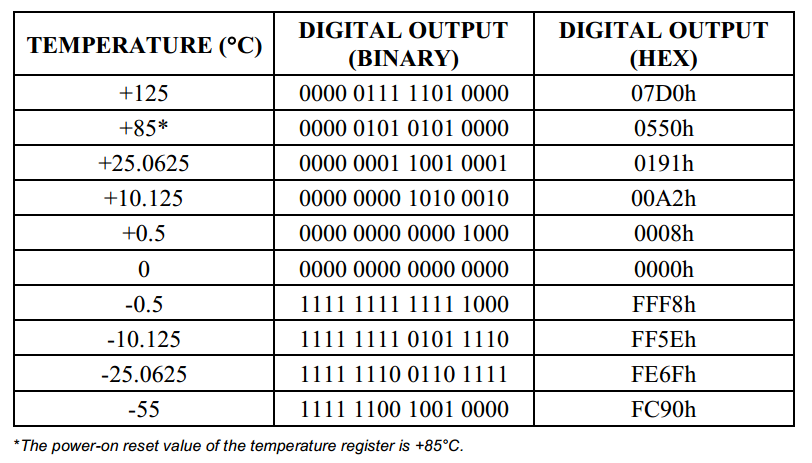 TEMPERATURE (°C) DIGITAL OUTPUT (BINARY) DIGITAL OUTPUT (HEX)
+125 0000 0111 1101 0000 07D0h
+85* 0000 0101 0101 0000 0550h
+25.0625 0000 0001 1001 0001 0191h
+10.125 0000 0000 1010 0010 00A2h
+0.5 0000 0000 0000 1000 0008h
0 0000 0000 0000 0000 0000h
-0.5 1111 1111 1111 1000 FFF8h
-10.125 1111 1111 0101 1110 FF5Eh
-25.0625 1111 1110 0110 1111 FE6Fh
-55 1111 1100 1001 0000 FC90h
*The power-on reset value of the temperature register is +85°C.